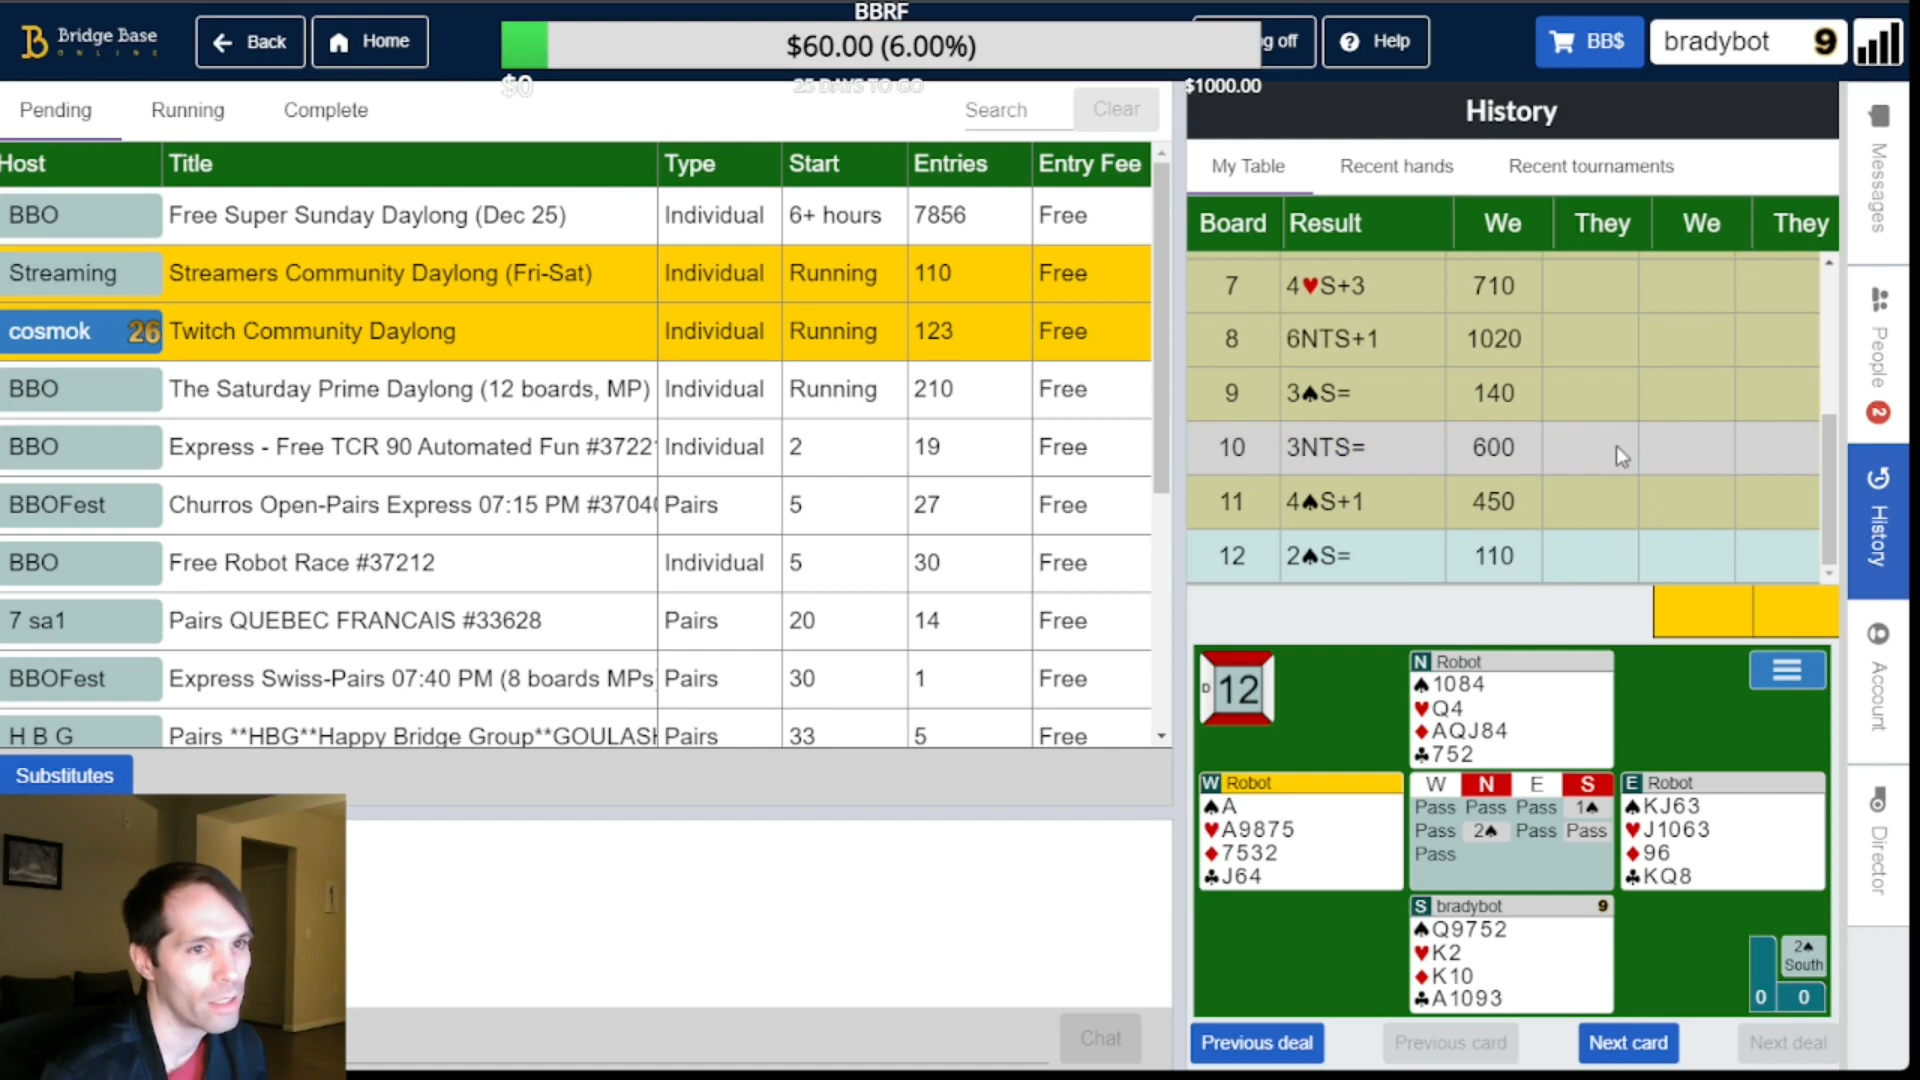 BBRF
Bridge Base
ONLINE
Back
Home
$60.00 (6.00%)
g off
Help
BB$
bradybot 9
$0
25 DAYS TO GO
$1000.00
Pending Running Complete Search Clear
Host Title Type Start Entries Entry Fee
BBO Free Super Sunday Daylong (Dec 25) Individual 6+ hours 7856 Free
Streaming Streamers Community Daylong (Fri-Sat) Individual Running 110 Free
cosmok 26 Twitch Community Daylong Individual Running 123 Free
BBO The Saturday Prime Daylong (12 boards, MP) Individual Running 210 Free
BBO Express - Free TCR 90 Automated Fun #3722 Individual 2 19 Free
BBOFest Churros Open-Pairs Express 07:15 PM #3704 Pairs 5 27 Free
BBO Free Robot Race #37212 Individual 5 30 Free
7 sa1 Pairs QUEBEC FRANCAIS #33628 Pairs 20 14 Free
BBOFest Express Swiss-Pairs 07:40 PM (8 boards MPs Pairs 30 1 Free
H B G Pairs **HBG**Happy Bridge Group**GOULASH Pairs 33 5 Free
Substitutes
Chat
History
My Table Recent hands Recent tournaments
Board Result We They We They
7 4♥S+3 710
8 6NTS+1 1020
9 3♠S= 140
10 3NTS= 600
11 4♠S+1 450
12 2♠S= 110
D 12
N Robot
♠1084
♥Q4
♦AQJ84
♣752
W Robot
♠A
♥A9875
♦7532
♣J64
W N E S
Pass Pass Pass 1♠
Pass 2♠ Pass Pass
Pass
E Robot
♠KJ63
♥J1063
♦96
♣KQ8
S bradybot 9
♠Q9752
♥K2
♦K10
♣A1093
2♠
South
0 0
Previous deal Previous card Next card Next deal
Messages
People
2
History
Account
Director